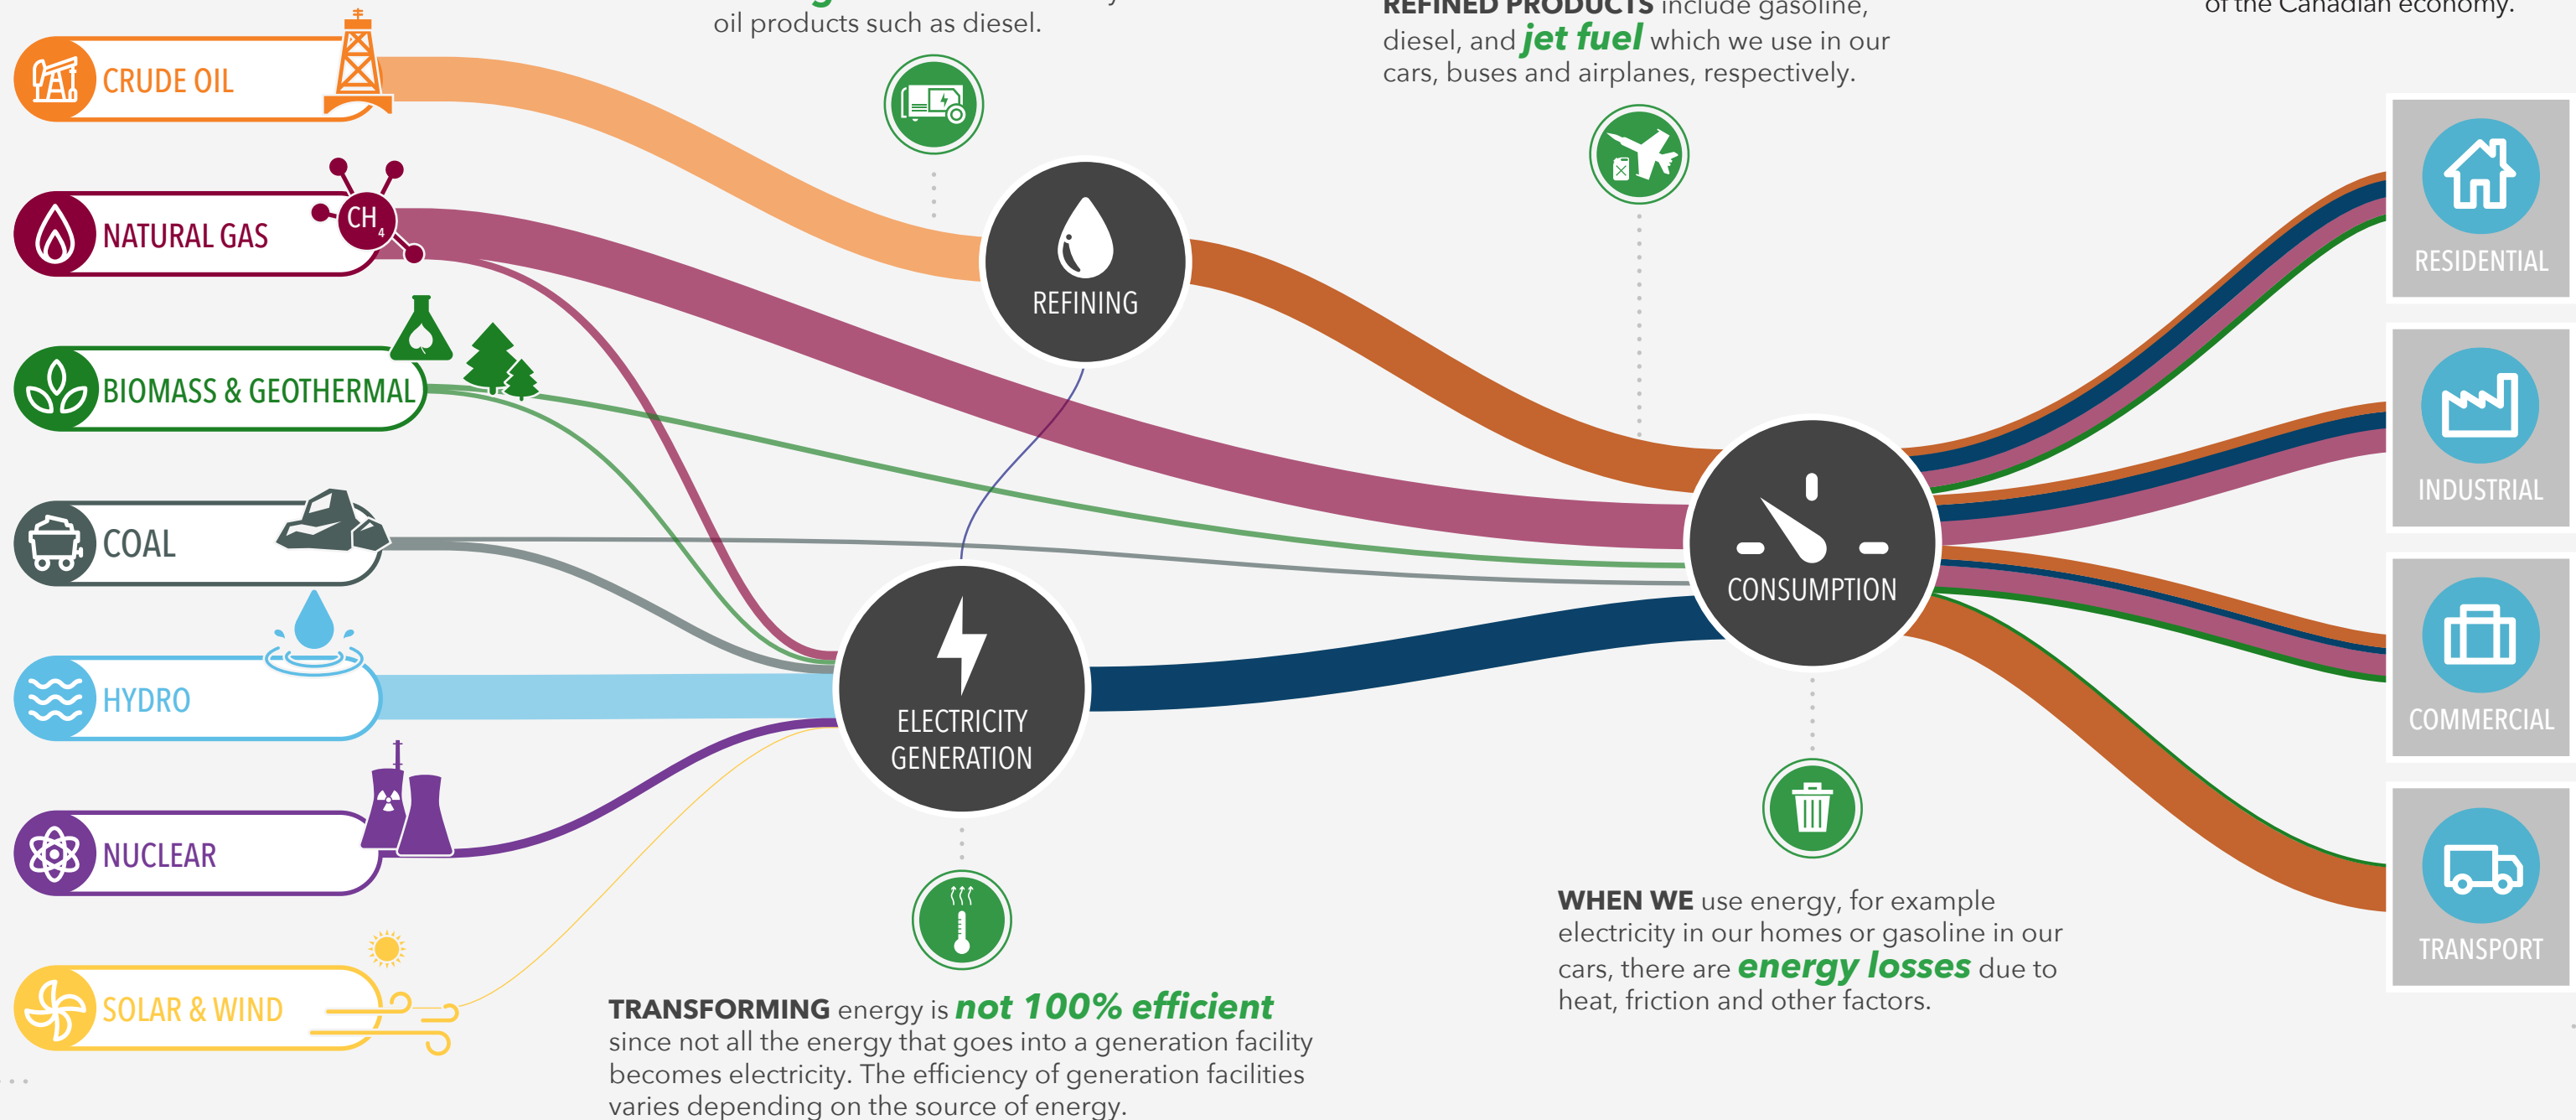 oil products such as diesel.
REFINED PRODUCTS include gasoline,
diesel, and jet fuel which we use in our
cars, buses and airplanes, respectively.
of the Canadian economy.
CRUDE OIL
NATURAL GAS
CH4
BIOMASS & GEOTHERMAL
COAL
HYDRO
NUCLEAR
SOLAR & WIND
REFINING
ELECTRICITY
GENERATION
CONSUMPTION
RESIDENTIAL
INDUSTRIAL
COMMERCIAL
TRANSPORT
TRANSFORMING energy is not 100% efficient
since not all the energy that goes into a generation facility
becomes electricity. The efficiency of generation facilities
varies depending on the source of energy.
WHEN WE use energy, for example
electricity in our homes or gasoline in our
cars, there are energy losses due to
heat, friction and other factors.